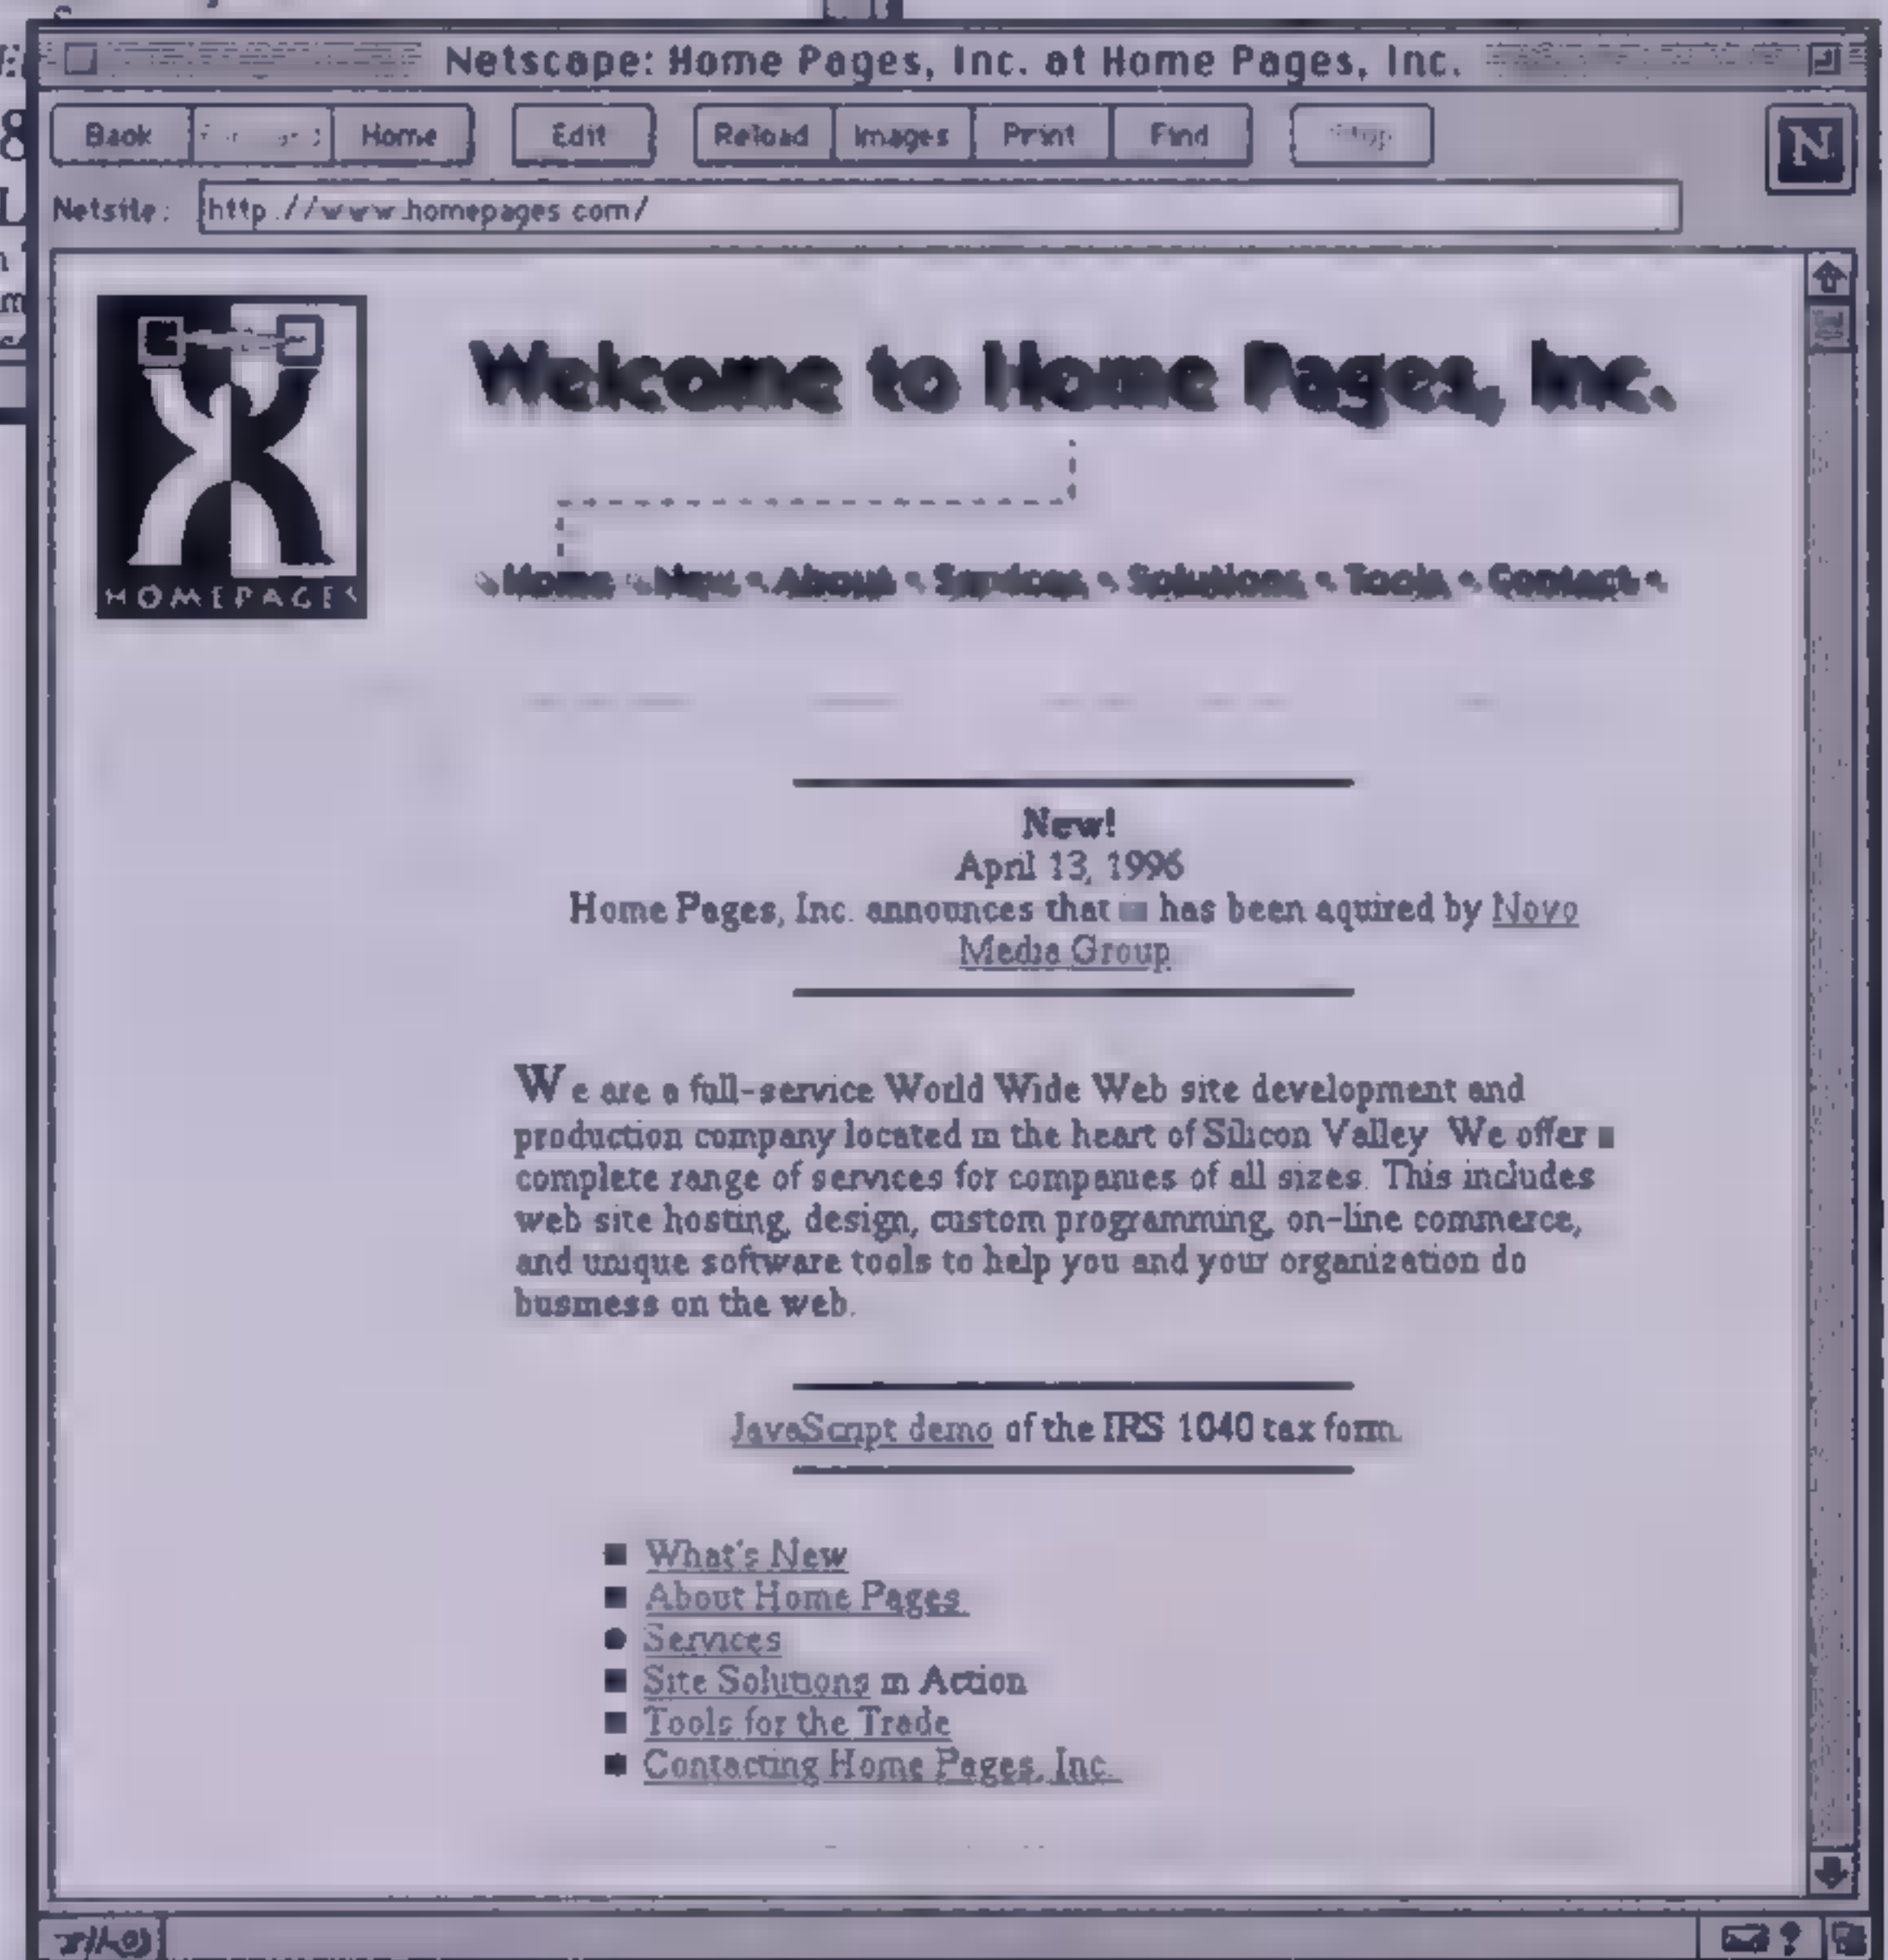 Netscape: Home Pages, Inc. at Home Pages, Inc.
Back Home Edit Reload Images Print Find
N
Netsite: http://www.homepages.com/
Welcome to Home Pages, Inc.
HOMEPAGES
Home New About Services Solutions Tools Contact
New!
April 13, 1996
Home Pages, Inc. announces that has been aquired by Novo
Media Group
We are a full-service World Wide Web site development and
production company located in the heart of Silicon Valley. We offer
complete range of services for companies of all sizes. This includes
web site hosting, design, custom programming, on-line commerce,
and unique software tools to help you and your organization do
business on the web.
JavaScript demo of the IRS 1040 tax form.
What's New
About Home Pages
Services
Site Solutions in Action
Tools for the Trade
Contacting Home Pages, Inc.